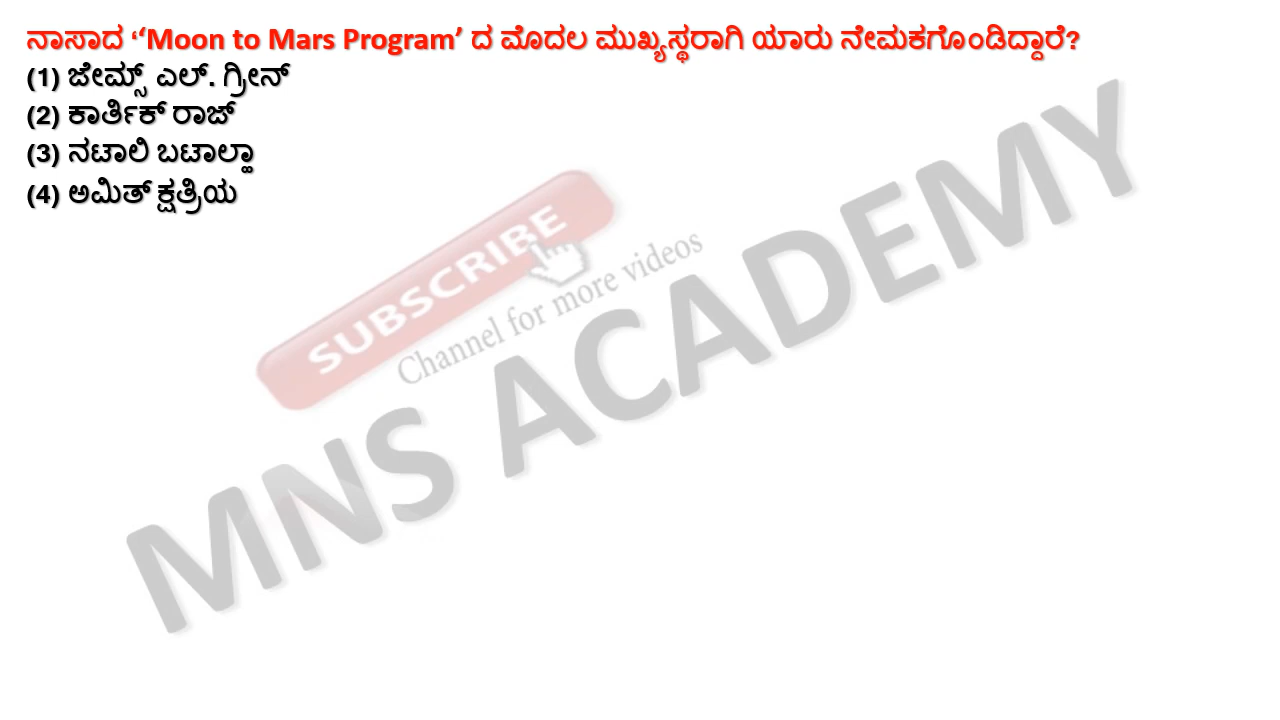 ನಾಸಾದ ‘‘Moon to Mars Program’ ದ ಮೊದಲ ಮುಖ್ಯಸ್ಥರಾಗಿ ಯಾರು ನೇಮಕಗೊಂಡಿದ್ದಾರೆ?
(1) ಜೇಮ್ಸ್ ಎಲ್. ಗ್ರೀನ್
(2) ಕಾರ್ತಿಕ್ ರಾಜ್
(3) ನಟಾಲಿ ಬಟಾಲ್ಹಾ
(4) ಅಮಿತ್ ಕ್ಷತ್ರಿಯ
SUBSCRIBE
Channel for more videos
MNS ACADEMY